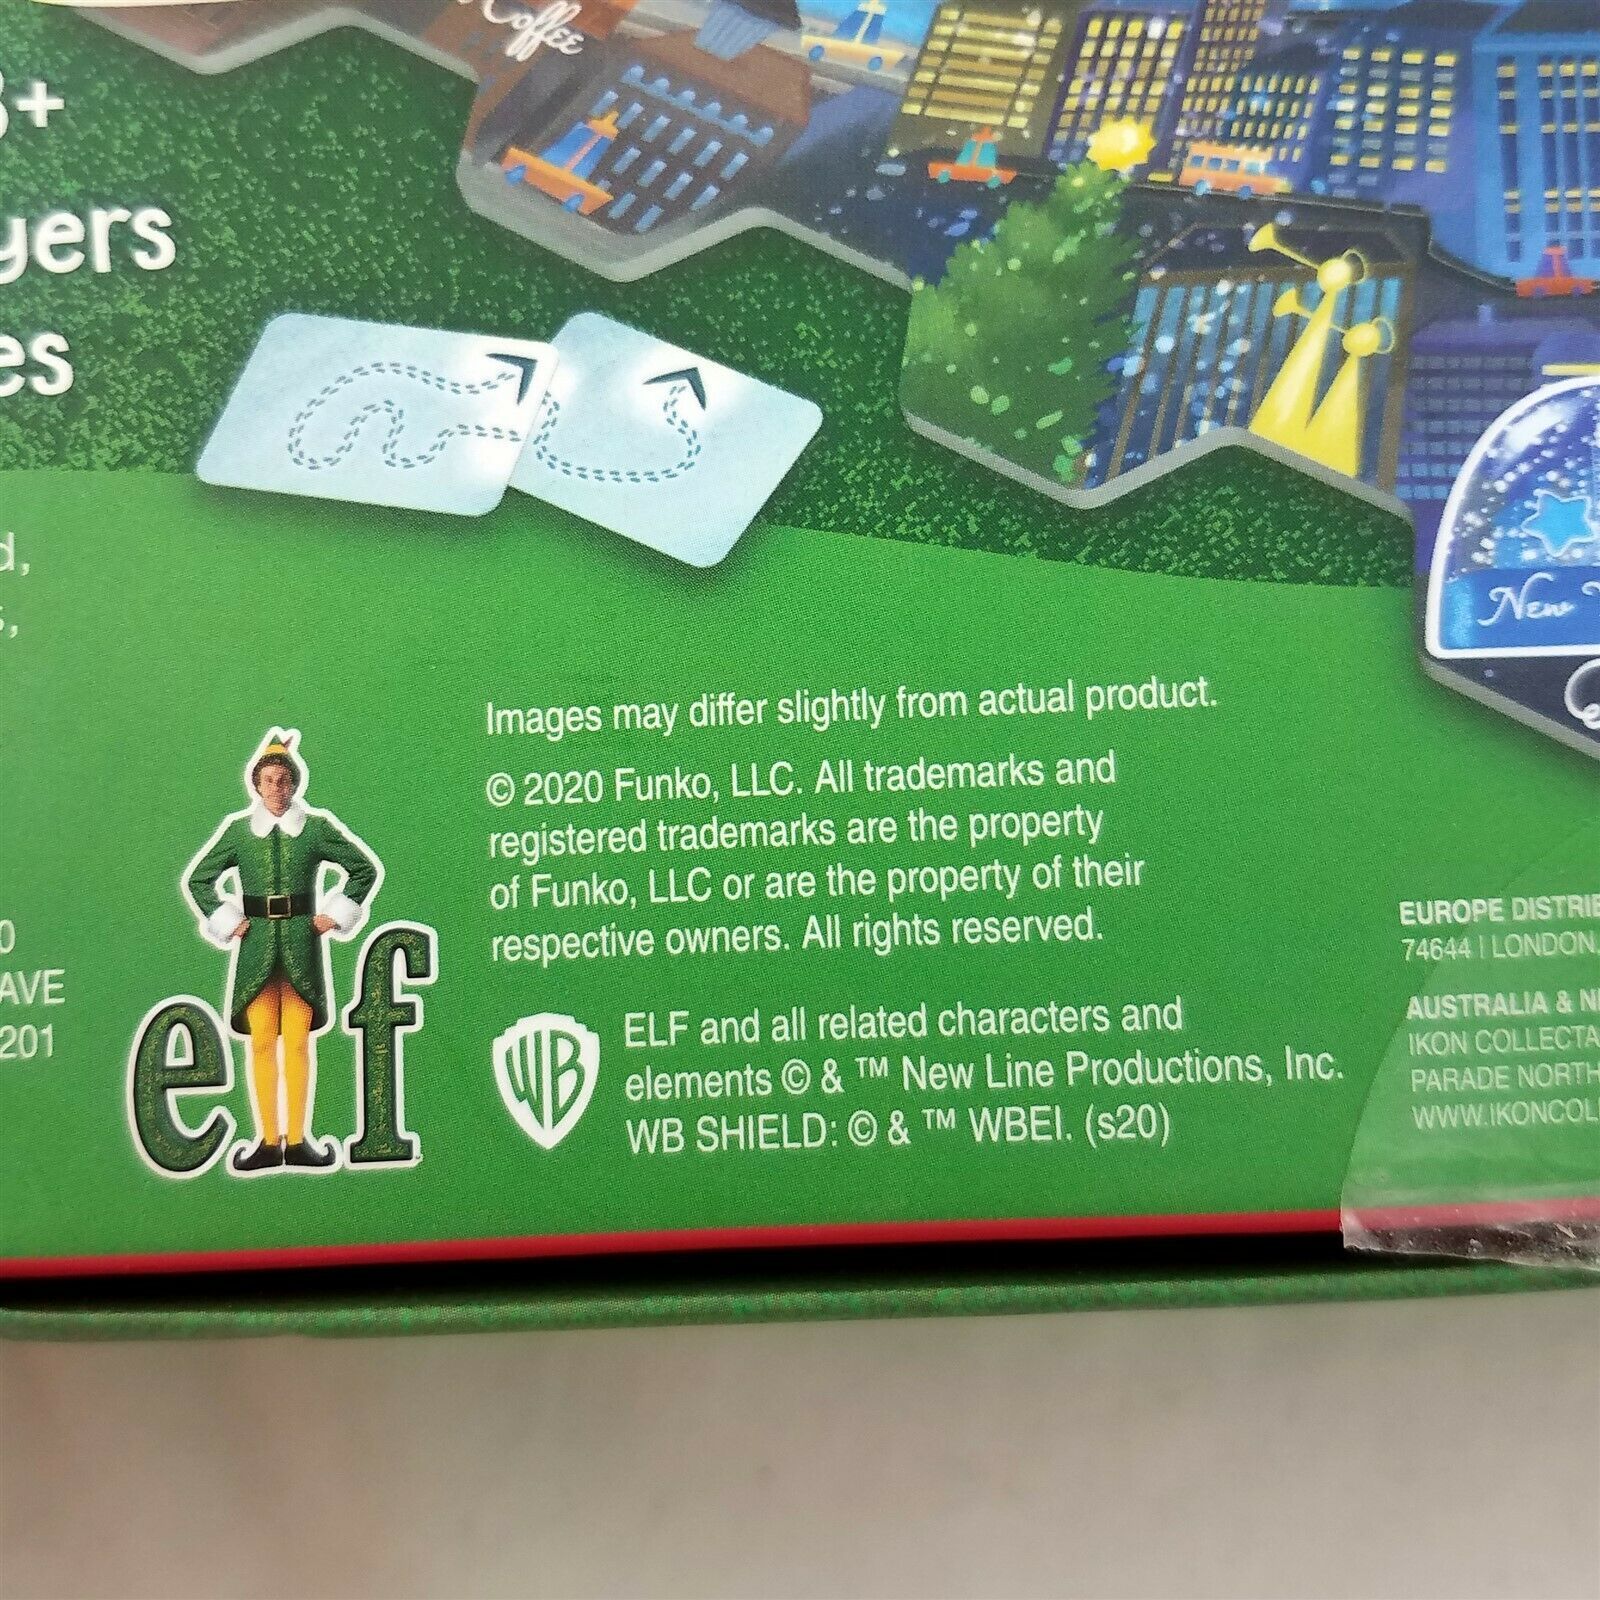 Coffee
3+
yers
es
d,
s,
0
AVE
201
New
elf
Images may differ slightly from actual product.
© 2020 Funko, LLC. All trademarks and
registered trademarks are the property
of Funko, LLC or are the property of their
respective owners. All rights reserved.
WB
ELF and all related characters and
elements © & ™ New Line Productions, Inc.
WB SHIELD: © & ™ WBEI. (s20)
EUROPE DISTRIB
74644 | LONDON,
AUSTRALIA & N
IKON COLLECTA
PARADE NORTH
WWW.IKONCOL